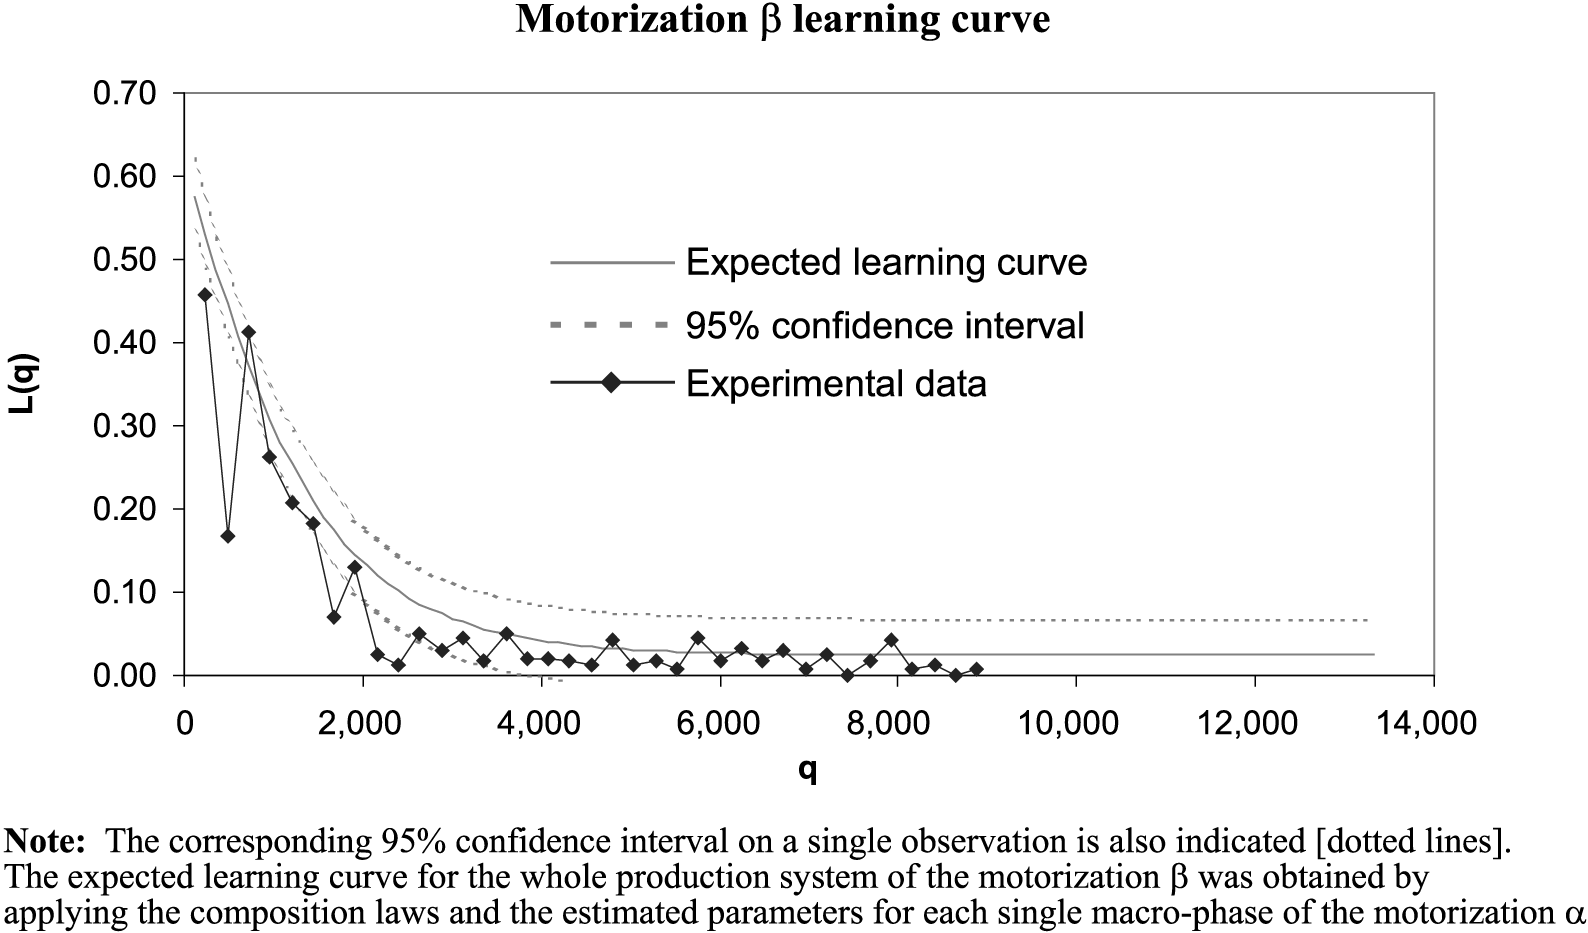 Motorization β learning curve
0.70
0.60
0.50
0.40
0.30
0.20
0.10
0.00
L(q)
Expected learning curve
95% confidence interval
Experimental data
0 2,000 4,000 6,000 8,000 10,000 12,000 14,000
q
Note: The corresponding 95% confidence interval on a single observation is also indicated [dotted lines].
The expected learning curve for the whole production system of the motorization β was obtained by
applying the composition laws and the estimated parameters for each single macro-phase of the motorization α